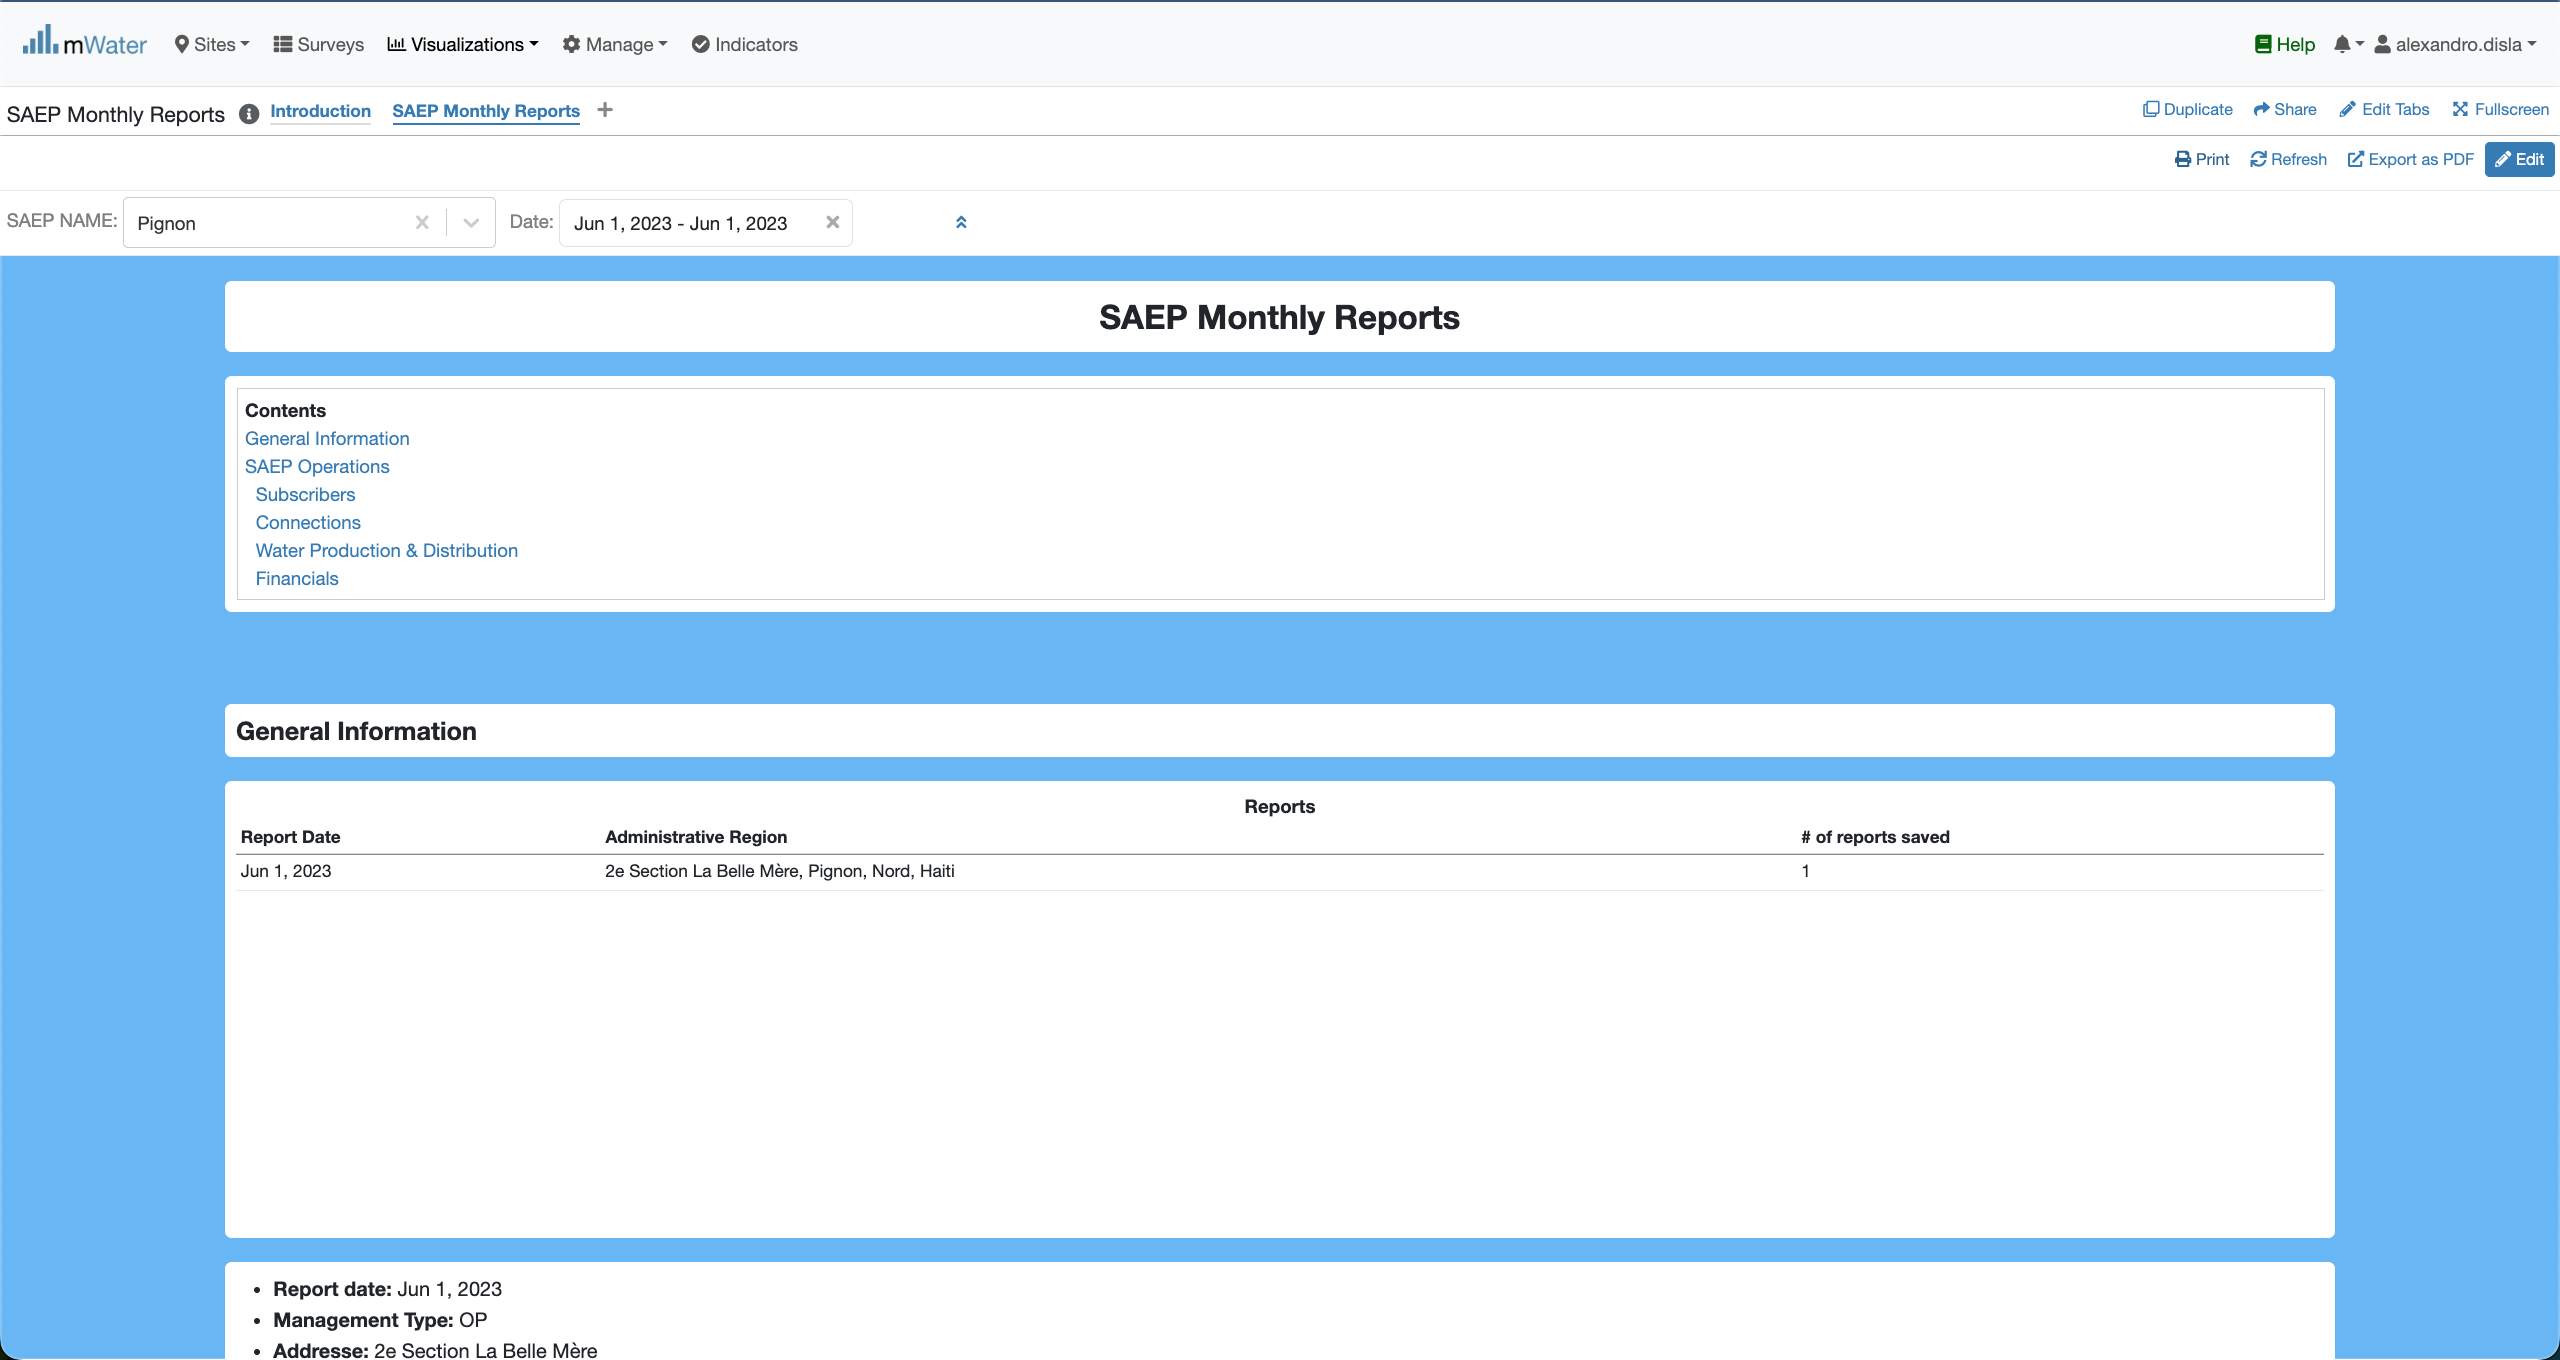 mWater Sites Surveys Visualizations Manage Indicators Help alexandro.disla
SAEP Monthly Reports Introduction SAEP Monthly Reports + Duplicate Share Edit Tabs Fullscreen
Print Refresh Export as PDF Edit
SAEP NAME: Pignon Date: Jun 1, 2023 - Jun 1, 2023
SAEP Monthly Reports
Contents
General Information
SAEP Operations
Subscribers
Connections
Water Production & Distribution
Financials
General Information
Reports
Report Date Administrative Region # of reports saved
Jun 1, 2023 2e Section La Belle Mère, Pignon, Nord, Haiti 1
• Report date: Jun 1, 2023
• Management Type: OP
• Addresse: 2e Section La Belle Mère